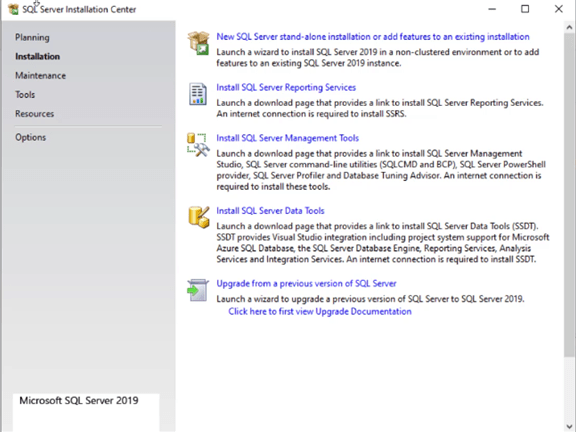 SQL Server Installation Center
Planning
Installation
Maintenance
Tools
Resources
Options
New SQL Server stand-alone installation or add features to an existing installation
Launch a wizard to install SQL Server 2019 in a non-clustered environment or to add
features to an existing SQL Server 2019 instance.
Install SQL Server Reporting Services
Launch a download page that provides a link to install SQL Server Reporting Services.
An internet connection is required to install SSRS.
Install SQL Server Management Tools
Launch a download page that provides a link to install SQL Server Management
Studio, SQL Server command-line utilities (SQLCMD and BCP), SQL Server PowerShell
provider, SQL Server Profiler and Database Tuning Advisor. An internet connection is
required to install these tools.
Install SQL Server Data Tools
Launch a download page that provides a link to install SQL Server Data Tools (SSDT).
SSDT provides Visual Studio integration including project system support for Microsoft
Azure SQL Database, the SQL Server Database Engine, Reporting Services, Analysis
Services and Integration Services. An internet connection is required to install SSDT.
Upgrade from a previous version of SQL Server
Launch a wizard to upgrade a previous version of SQL Server to SQL Server 2019.
Click here to first view Upgrade Documentation
Microsoft SQL Server 2019